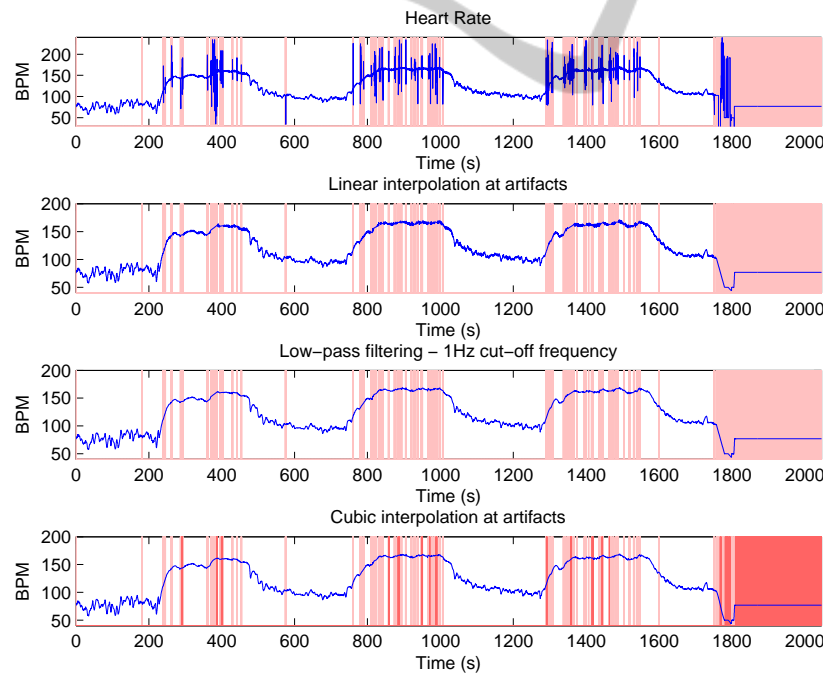 Heart Rate
200
150
100
50
BPM
0 200 400 600 800 1000 1200 1400 1600 1800 2000
Time (s)
Linear interpolation at artifacts
200
150
100
50
BPM
0 200 400 600 800 1000 1200 1400 1600 1800 2000
Time (s)
Low−pass filtering − 1Hz cut−off frequency
200
150
100
50
BPM
0 200 400 600 800 1000 1200 1400 1600 1800 2000
Time (s)
Cubic interpolation at artifacts
200
150
100
50
BPM
0 200 400 600 800 1000 1200 1400 1600 1800 2000
Time (s)